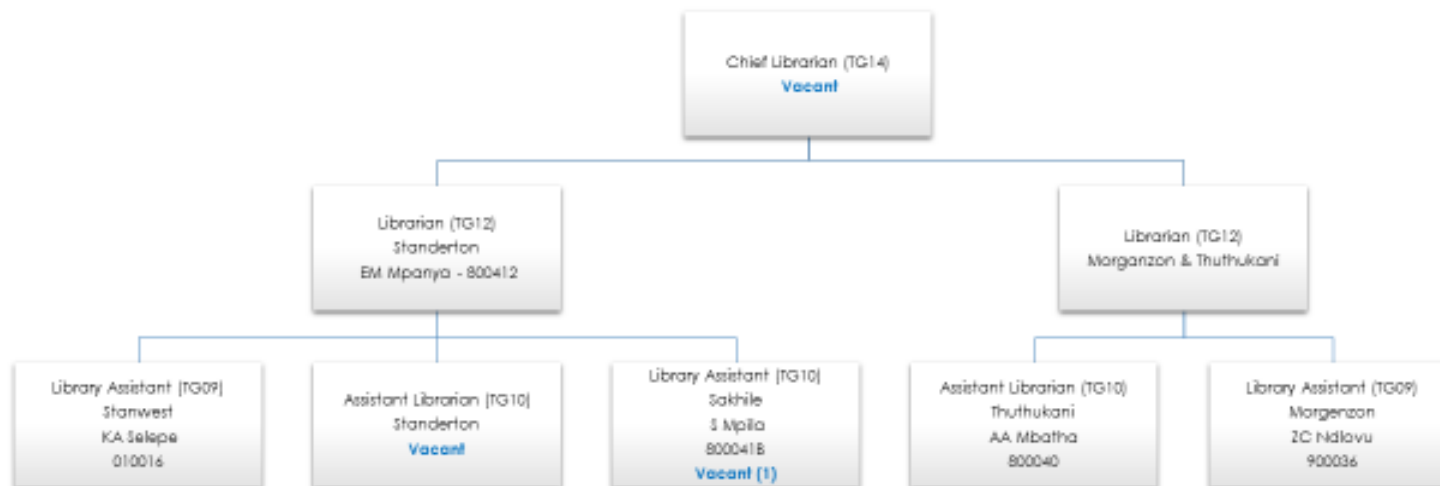 Chief Librarian (TG14)
Vacant
Librarian (TG12)
Standerton
EM Mpanya - 800412
Librarian (TG12)
Morganzon & Thuthukani
Library Assistant (TG09)
Stanwest
KA Selepe
010016
Assistant Librarian (TG10)
Standerton
Vacant
Library Assistant (TG10)
Sakhile
S Mpila
800041B
Vacant (1)
Assistant Librarian (TG10)
Thuthukani
AA Mbatha
800040
Library Assistant (TG09)
Morgenzon
ZC Ndlovu
900036